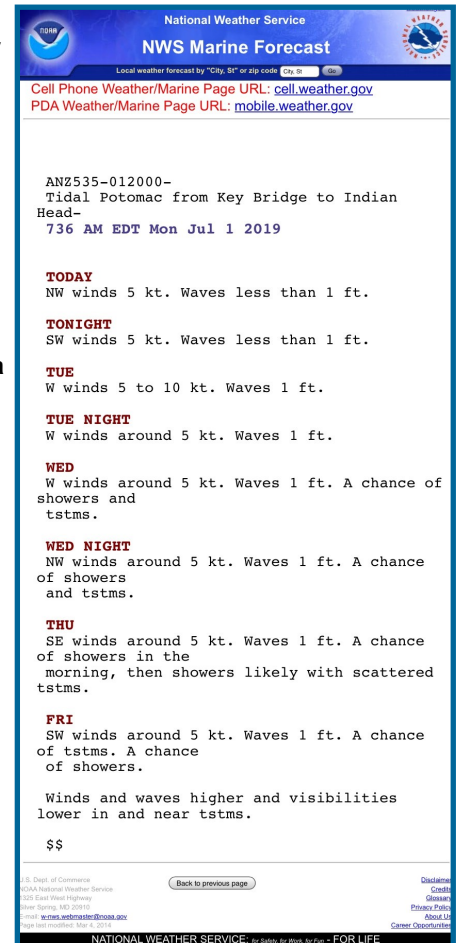 National Weather Service
NOAA
NWS Marine Forecast
Local weather forecast by "City, St" or zip code City, St Go
Cell Phone Weather/Marine Page URL: cell.weather.gov
PDA Weather/Marine Page URL: mobile.weather.gov
ANZ535-012000-
Tidal Potomac from Key Bridge to Indian
Head-
736 AM EDT Mon Jul 1 2019
TODAY
NW winds 5 kt. Waves less than 1 ft.
TONIGHT
SW winds 5 kt. Waves less than 1 ft.
TUE
W winds 5 to 10 kt. Waves 1 ft.
TUE NIGHT
W winds around 5 kt. Waves 1 ft.
WED
W winds around 5 kt. Waves 1 ft. A chance of
showers and
tstms.
WED NIGHT
NW winds around 5 kt. Waves 1 ft. A chance
of showers
and tstms.
THU
SE winds around 5 kt. Waves 1 ft. A chance
of showers in the
morning, then showers likely with scattered
tstms.
FRI
SW winds around 5 kt. Waves 1 ft. A chance
of tstms. A chance
of showers.
Winds and waves higher and visibilities
lower in and near tstms.
$$
U.S. Dept. of Commerce
NOAA National Weather Service
1325 East West Highway
Silver Spring, MD 20910
E-mail: w-nws.webmaster@noaa.gov
Page last modified: Mar 4, 2014
Back to previous page
Disclaimer
Credits
Glossary
Privacy Policy
About Us
Career Opportunities
NATIONAL WEATHER SERVICE: for Safety, for Work, for Fun - FOR LIFE